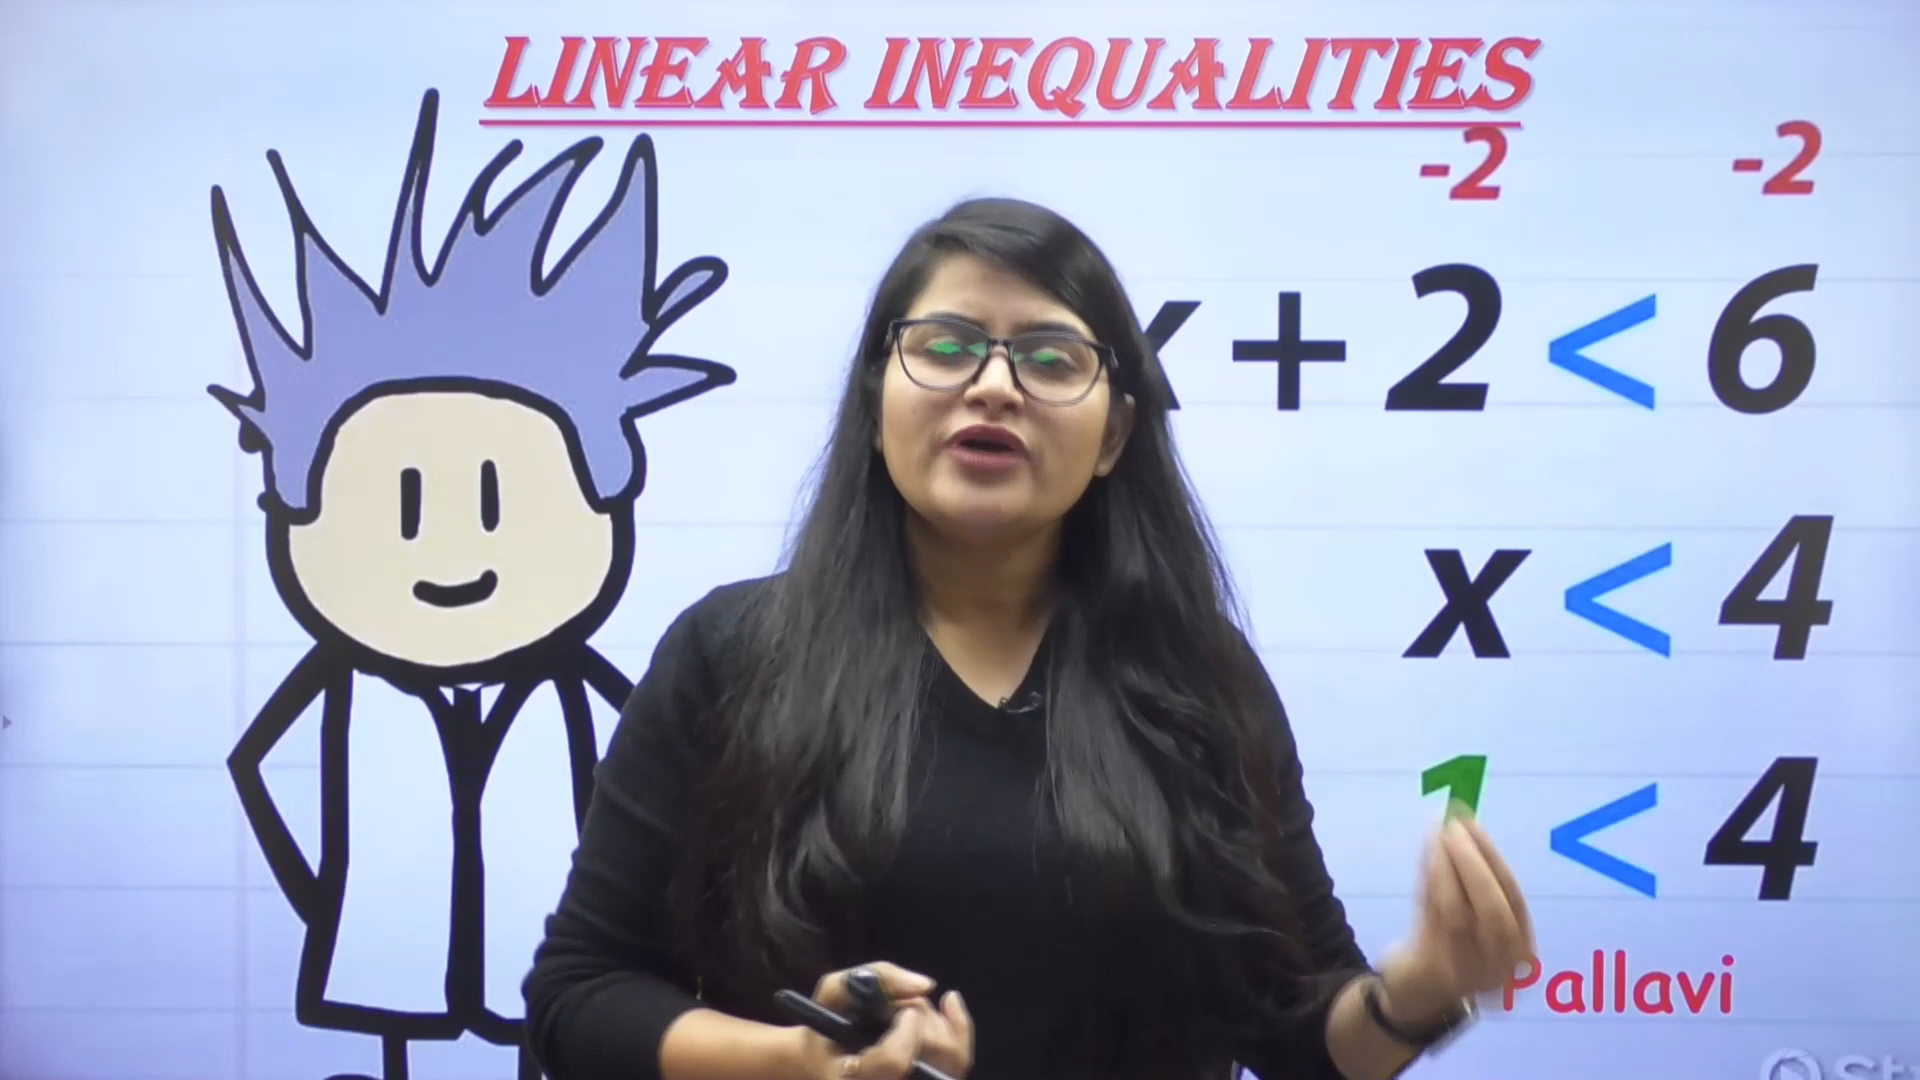 LINEAR INEQUALITIES
-2 -2
x + 2 < 6
x < 4
1 < 4
Pallavi